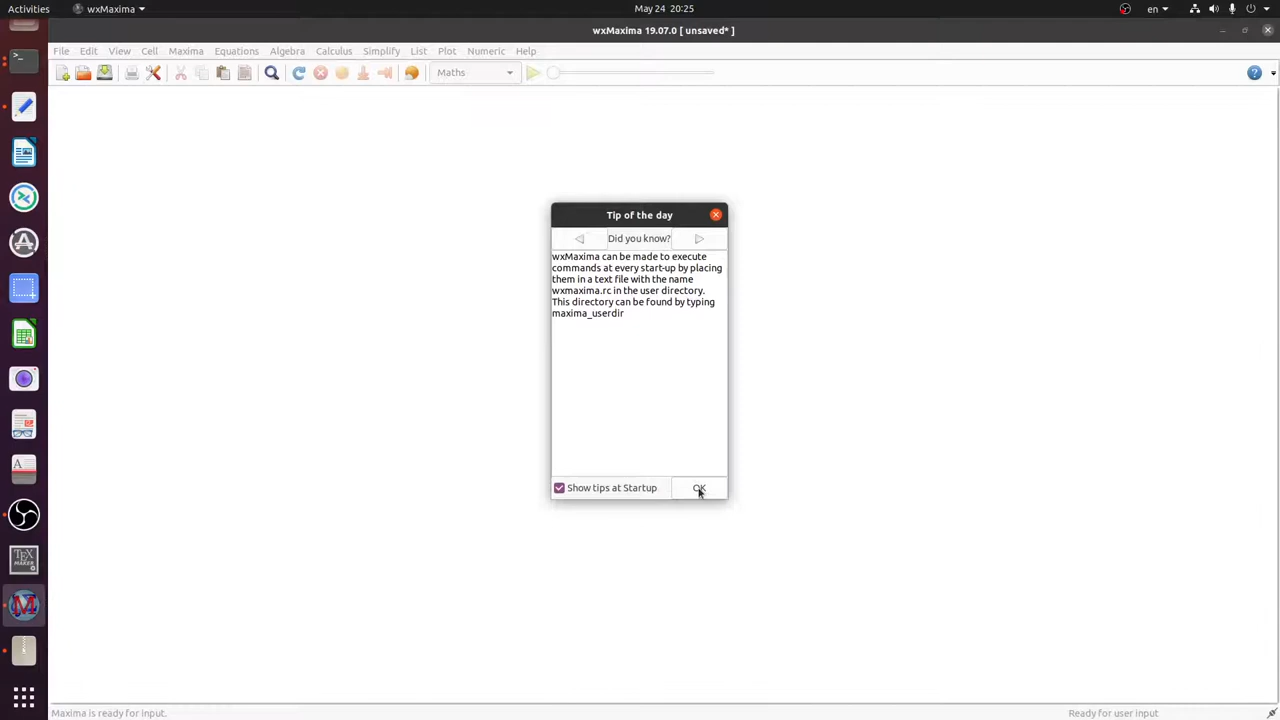 Activities
wxMaxima
May 24 20:25
en
wxMaxima 19.07.0 [ unsaved* ]
File Edit View Cell Maxima Equations Algebra Calculus Simplify List Plot Numeric Help
Maths
Tip of the day
Did you know?
wxMaxima can be made to execute
commands at every start-up by placing
them in a text file with the name
wxmaxima.rc in the user directory.
This directory can be found by typing
maxima_userdir
Show tips at Startup
OK
Maxima is ready for input.
Ready for user input